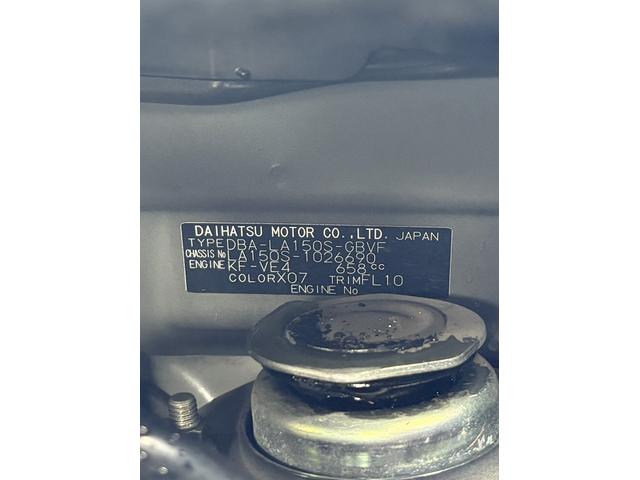 DAIHATSU MOTOR CO.,LTD. JAPAN
TYPE DBA-LA150S-GBVF
CHASSIS No LA150S-1026690
ENGINE KF-VE4 658cc
COLOR X07 TRIM FL10
ENGINE No